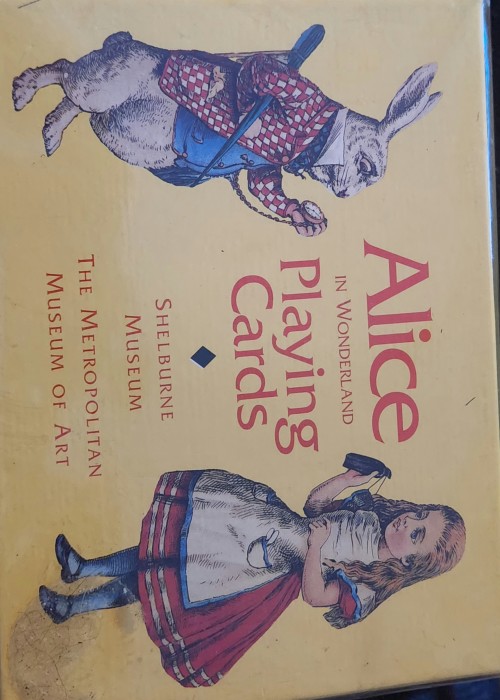 Alice
IN WONDERLAND
Playing
Cards
SHELBURNE
MUSEUM
THE METROPOLITAN
MUSEUM OF ART